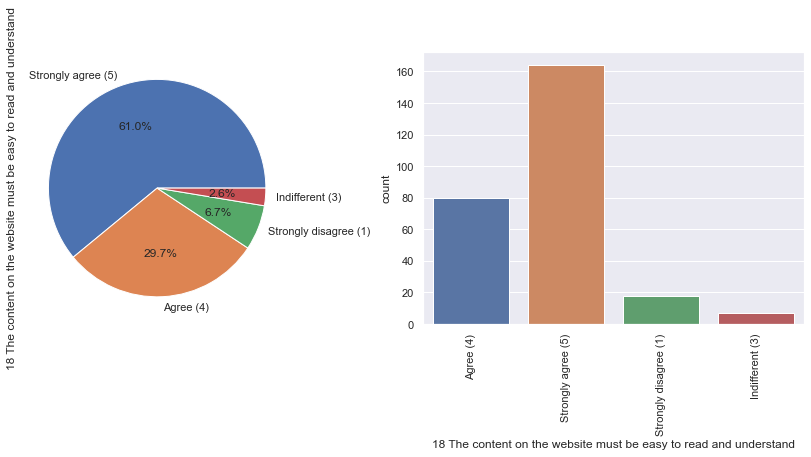 18 The content on the website must be easy to read and understand
Strongly agree (5)
61.0%
2.6%
Indifferent (3)
6.7%
Strongly disagree (1)
29.7%
Agree (4)
count
160
140
120
100
80
60
40
20
0
Agree (4)
Strongly agree (5)
Strongly disagree (1)
Indifferent (3)
18 The content on the website must be easy to read and understand